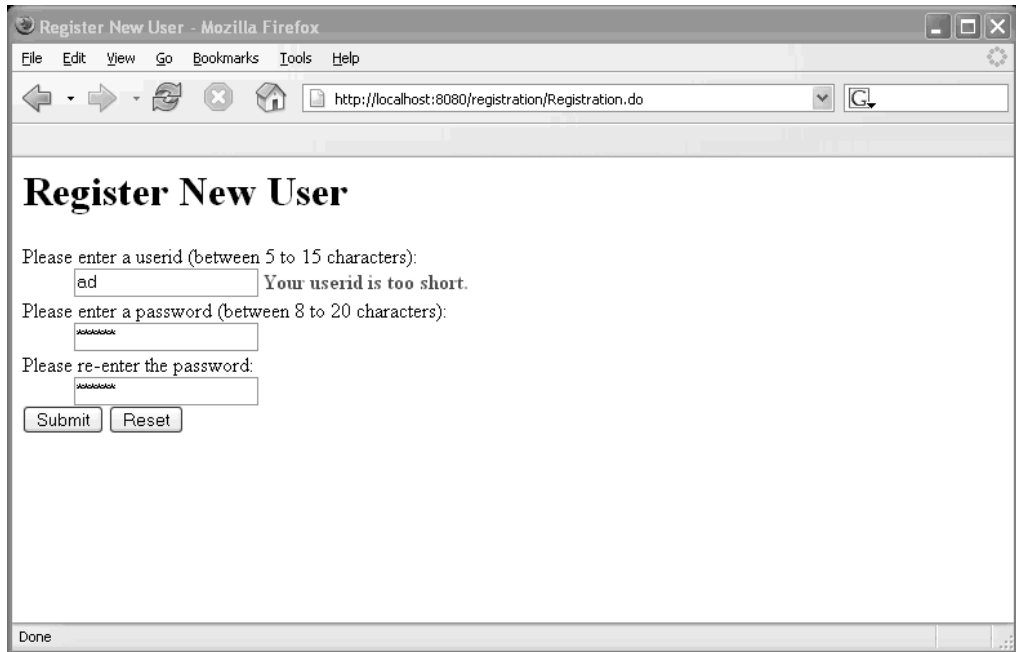 Register New User - Mozilla Firefox
File Edit View Go Bookmarks Tools Help
http://localhost:8080/registration/Registration.do
G
Register New User
Please enter a userid (between 5 to 15 characters):
ad Your userid is too short.
Please enter a password (between 8 to 20 characters):
*******
Please re-enter the password:
*******
Submit Reset
Done